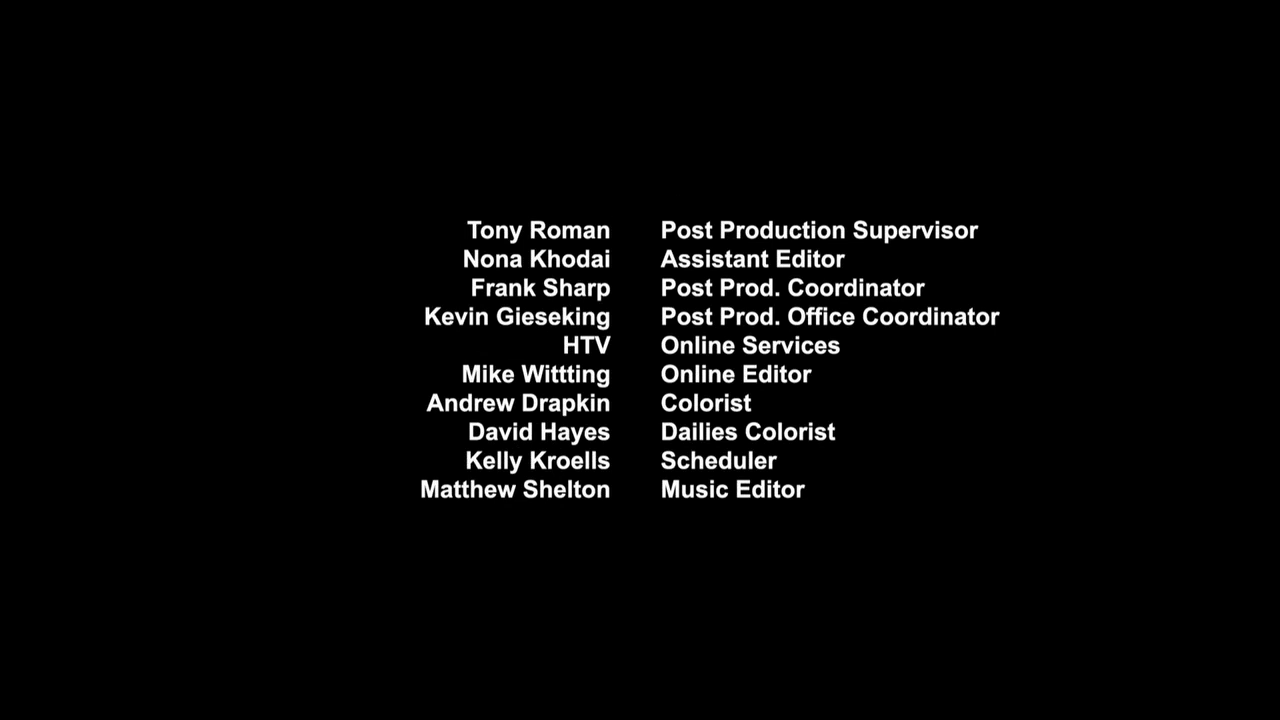 Tony Roman Post Production Supervisor
Nona Khodai Assistant Editor
Frank Sharp Post Prod. Coordinator
Kevin Gieseking Post Prod. Office Coordinator
HTV Online Services
Mike Wittting Online Editor
Andrew Drapkin Colorist
David Hayes Dailies Colorist
Kelly Kroells Scheduler
Matthew Shelton Music Editor